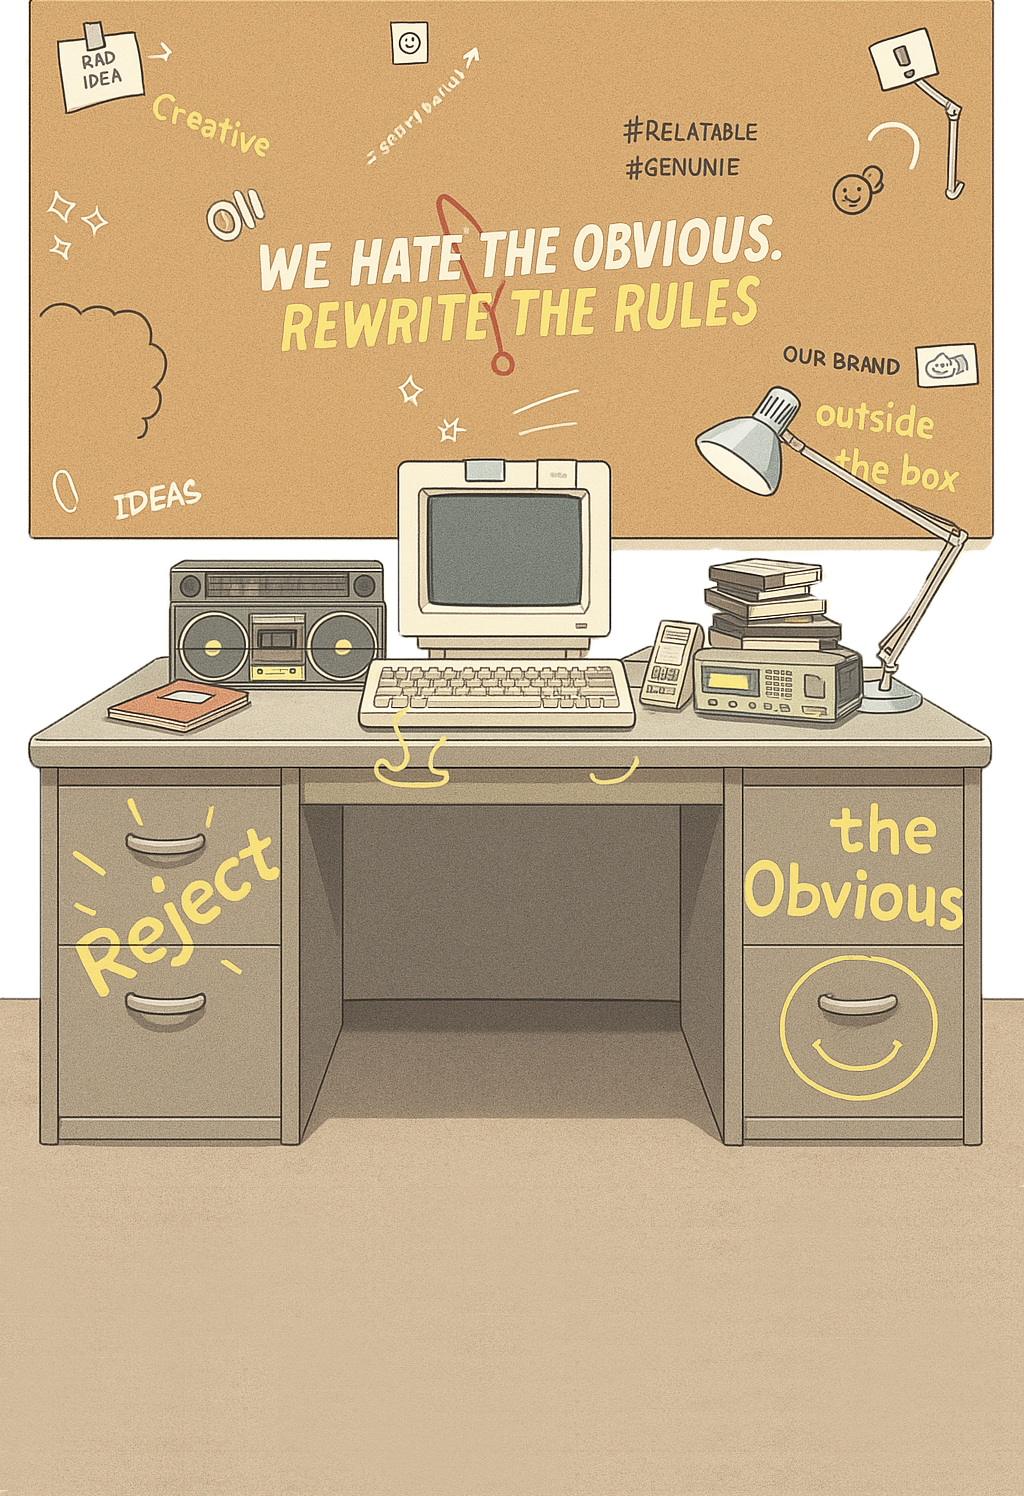 RAD
IDEA
Creative
#RELATABLE
#GENUNIE
WE HATE THE OBVIOUS.
REWRITE THE RULES
OUR BRAND
outside
the box
IDEAS
Reject
the
Obvious